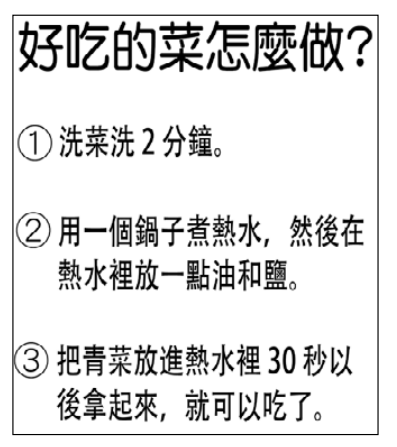 好吃的菜怎麼做?
① 洗菜洗 2 分鐘。
② 用一個鍋子煮熱水，然後在
熱水裡放一點油和鹽。
③ 把青菜放進熱水裡 30 秒以
後拿起來，就可以吃了。